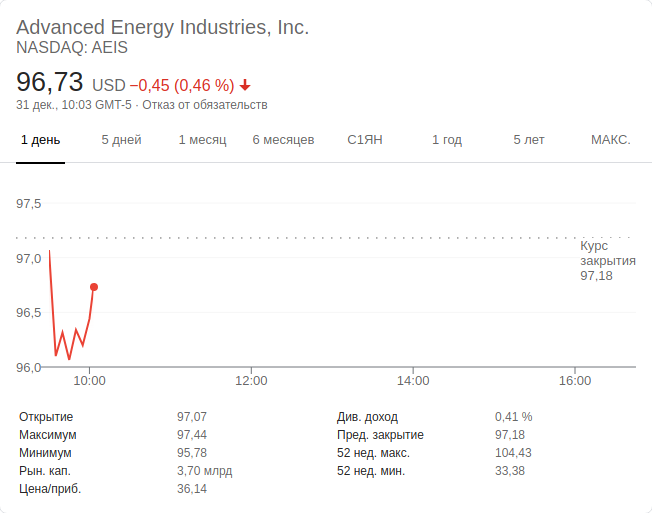 Advanced Energy Industries, Inc.
NASDAQ: AEIS
96,73 USD −0,45 (0,46 %)
31 дек., 10:03 GMT-5 · Отказ от обязательств
1 день 5 дней 1 месяц 6 месяцев С1ЯН 1 год 5 лет МАКС.
97,5
97,0
96,5
96,0
Курс
закрытия
97,18
10:00 12:00 14:00 16:00
Открытие 97,07 Див. доход 0,41 %
Максимум 97,44 Пред. закрытие 97,18
Минимум 95,78 52 нед. макс. 104,43
Рын. кап. 3,70 млрд 52 нед. мин. 33,38
Цена/приб. 36,14